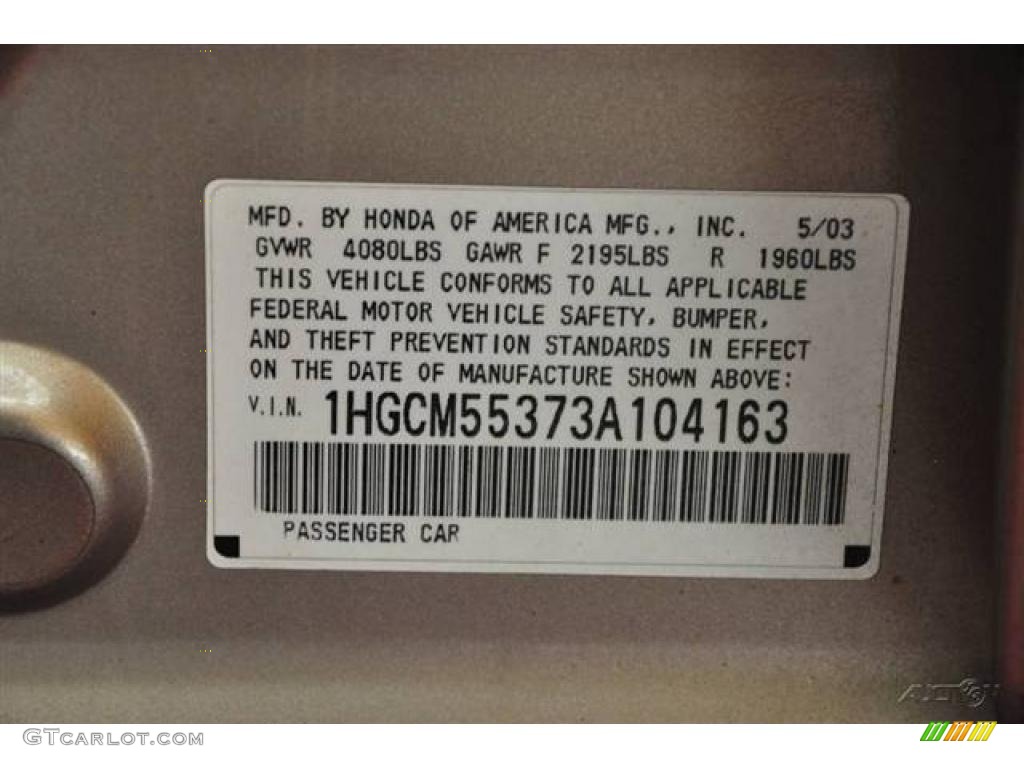 MFD. BY HONDA OF AMERICA MFG., INC. 5/03
GVWR 4080LBS GAWR F 2195LBS R 1960LBS
THIS VEHICLE CONFORMS TO ALL APPLICABLE
FEDERAL MOTOR VEHICLE SAFETY, BUMPER,
AND THEFT PREVENTION STANDARDS IN EFFECT
ON THE DATE OF MANUFACTURE SHOWN ABOVE:
V.I.N. 1HGCM55373A104163
PASSENGER CAR
GTCARLOT.COM